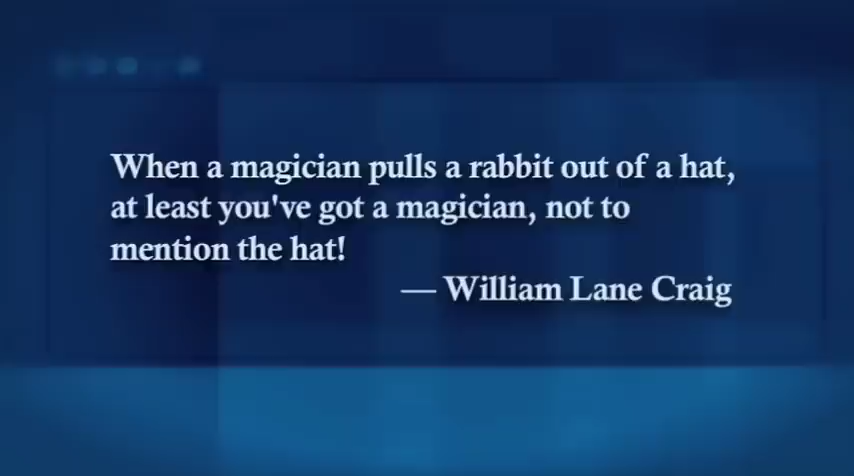 When a magician pulls a rabbit out of a hat,
at least you've got a magician, not to
mention the hat!
— William Lane Craig